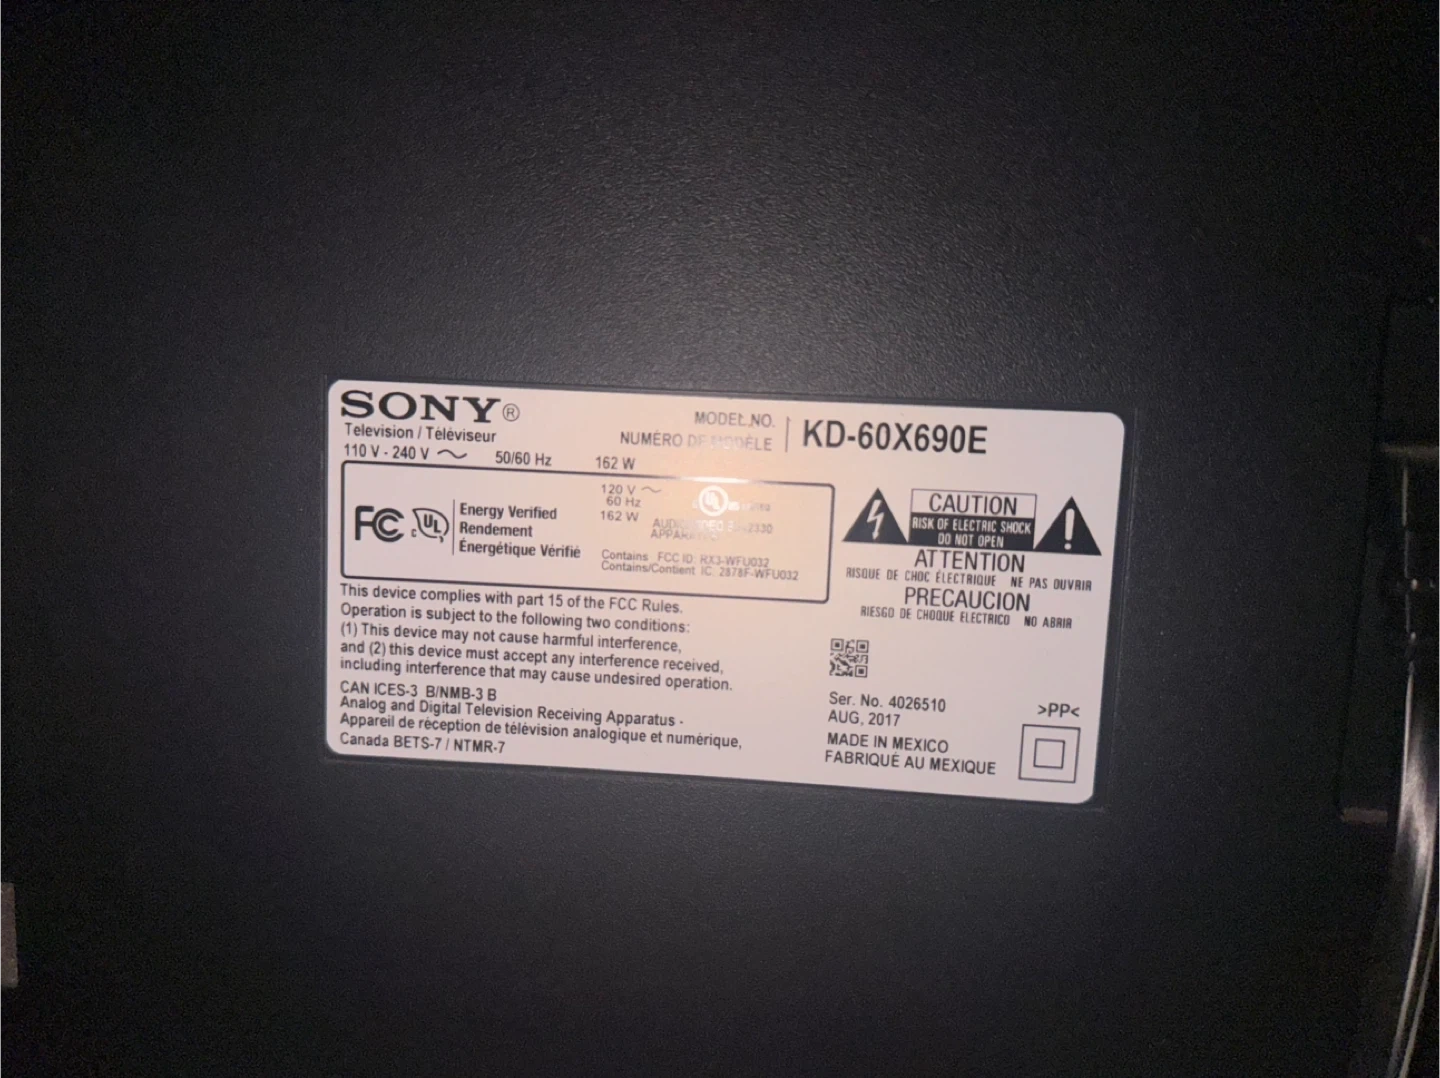 SONY®
Television / Téléviseur
110 V - 240 V ~ 50/60 Hz 162 W
MODEL NO.
NUMÉRO DE MODÈLE
KD-60X690E
FC
c UL
Energy Verified
Rendement
Énergétique Vérifié
120 V ~
60 Hz
162 W
UL
Contains FCC ID: RX3-WFU032
Contains/Contient IC: 2878F-WFU032
CAUTION
RISK OF ELECTRIC SHOCK
DO NOT OPEN
ATTENTION
RISQUE DE CHOC ÉLECTRIQUE NE PAS OUVRIR
PRECAUCION
RIESGO DE CHOQUE ELECTRICO NO ABRIR
This device complies with part 15 of the FCC Rules.
Operation is subject to the following two conditions:
(1) This device may not cause harmful interference,
and (2) this device must accept any interference received,
including interference that may cause undesired operation.
CAN ICES-3 B/NMB-3 B
Analog and Digital Television Receiving Apparatus -
Appareil de réception de télévision analogique et numérique,
Canada BETS-7 / NTMR-7
Ser. No. 4026510
AUG, 2017
MADE IN MEXICO
FABRIQUÉ AU MEXIQUE
>PP<